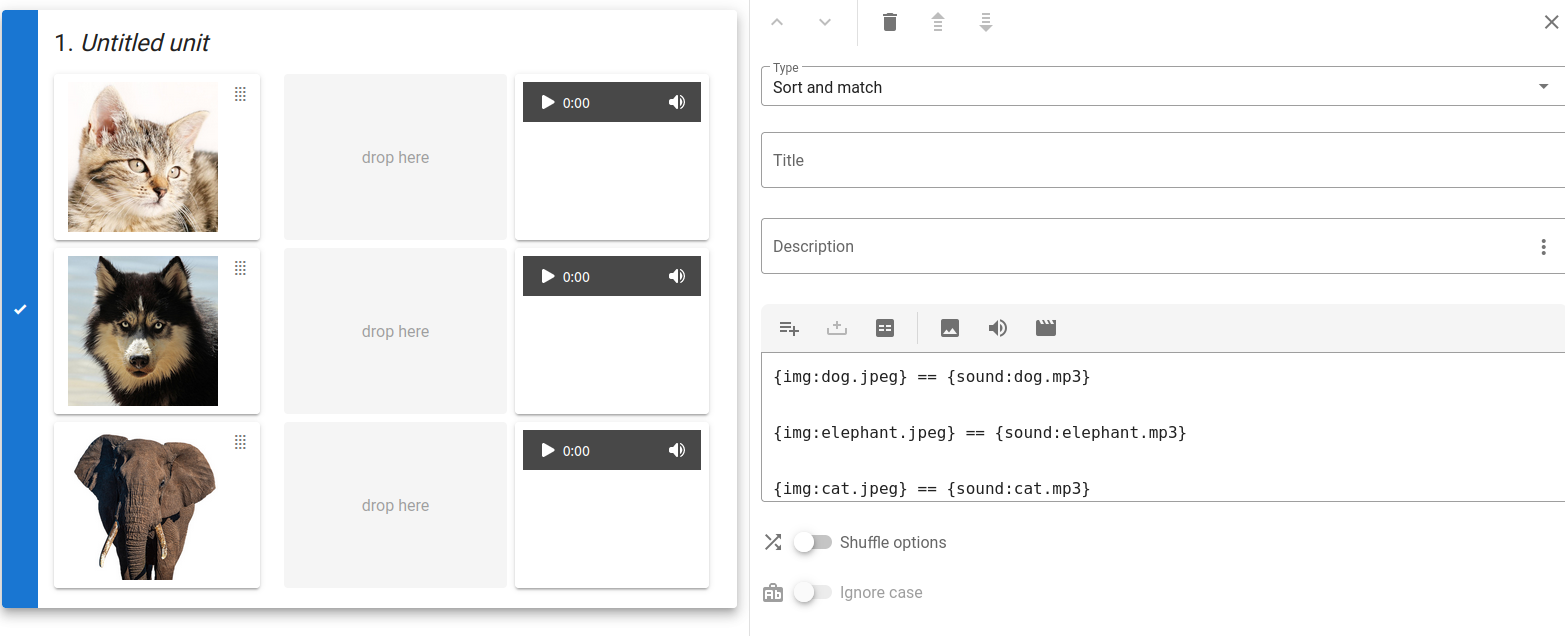 1. Untitled unit
drop here
0:00
drop here
0:00
drop here
0:00
Type
Sort and match
Title
Description
{img:dog.jpeg} == {sound:dog.mp3}
{img:elephant.jpeg} == {sound:elephant.mp3}
{img:cat.jpeg} == {sound:cat.mp3}
Shuffle options
Ab
Ignore case